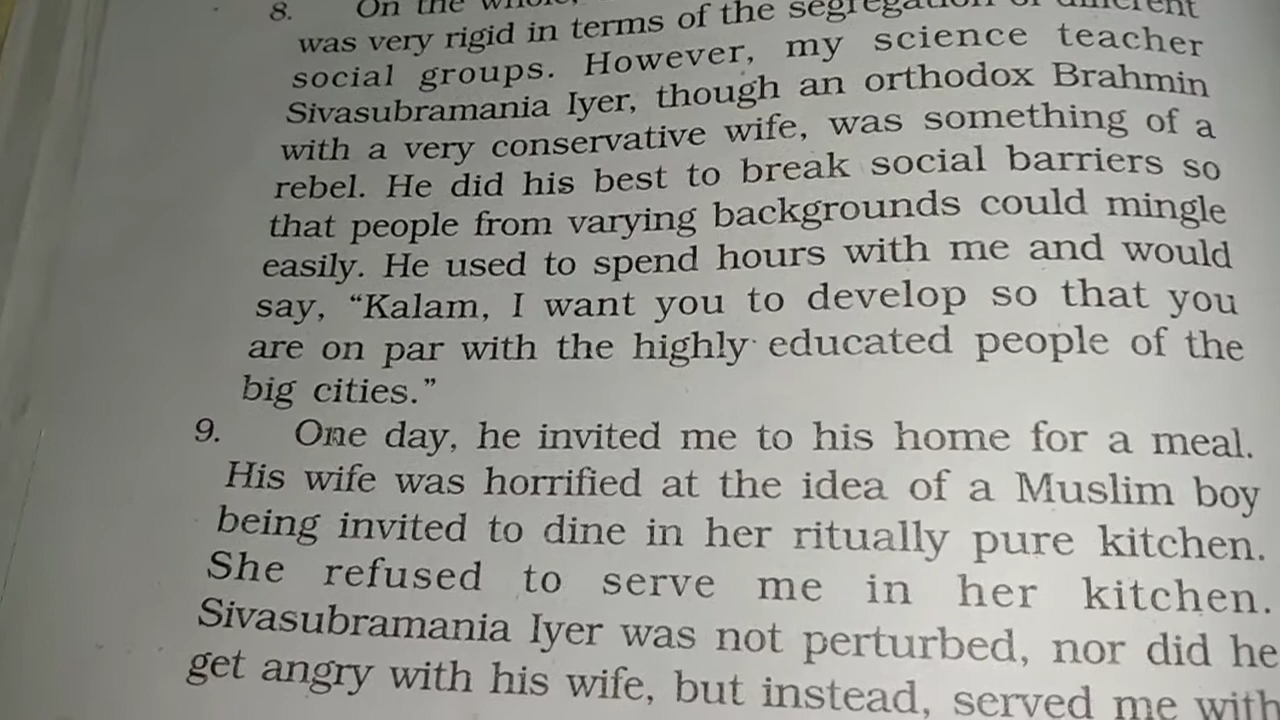 8. On the whole,
was very rigid in terms of the segregation of different
social groups. However, my science teacher
Sivasubramania Iyer, though an orthodox Brahmin
with a very conservative wife, was something of a
rebel. He did his best to break social barriers so
that people from varying backgrounds could mingle
easily. He used to spend hours with me and would
say, “Kalam, I want you to develop so that you
are on par with the highly educated people of the
big cities.”
9. One day, he invited me to his home for a meal.
His wife was horrified at the idea of a Muslim boy
being invited to dine in her ritually pure kitchen.
She refused to serve me in her kitchen.
Sivasubramania Iyer was not perturbed, nor did he
get angry with his wife, but instead, served me with